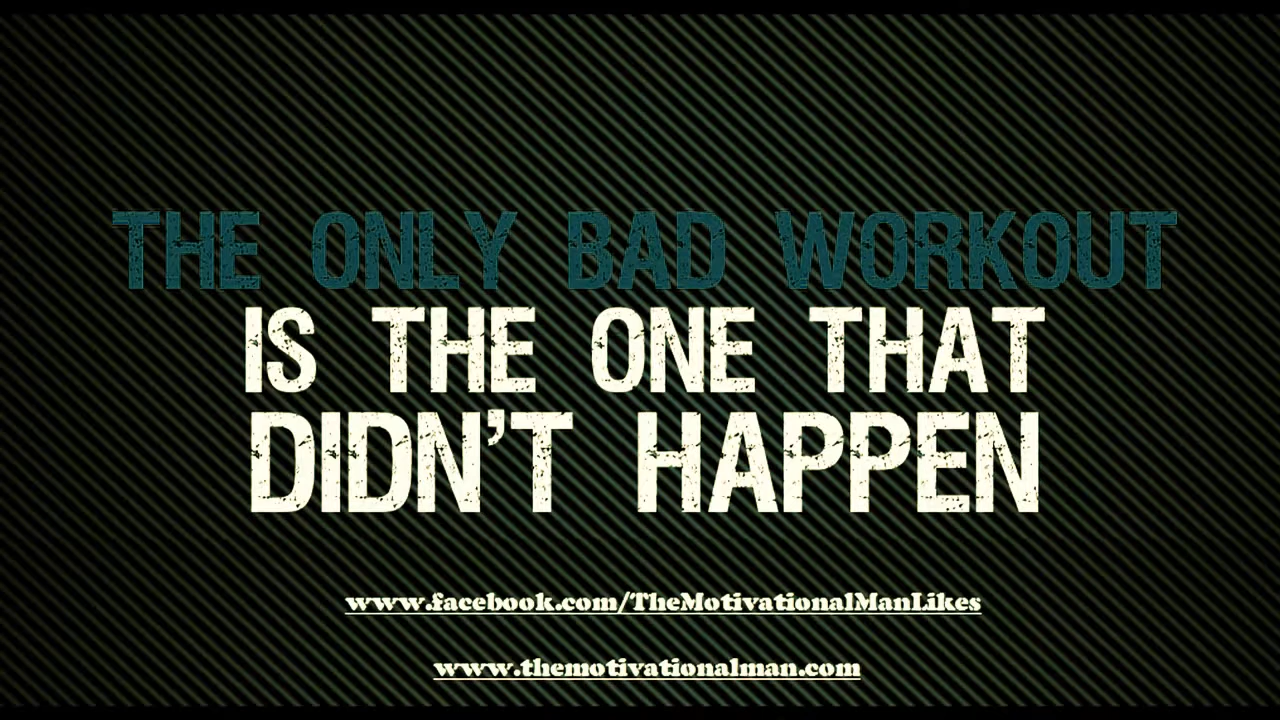 THE ONLY BAD WORKOUT
IS THE ONE THAT
DIDN'T HAPPEN
www.facebook.com/TheMotivationalManLikes
www.themotivationalman.com